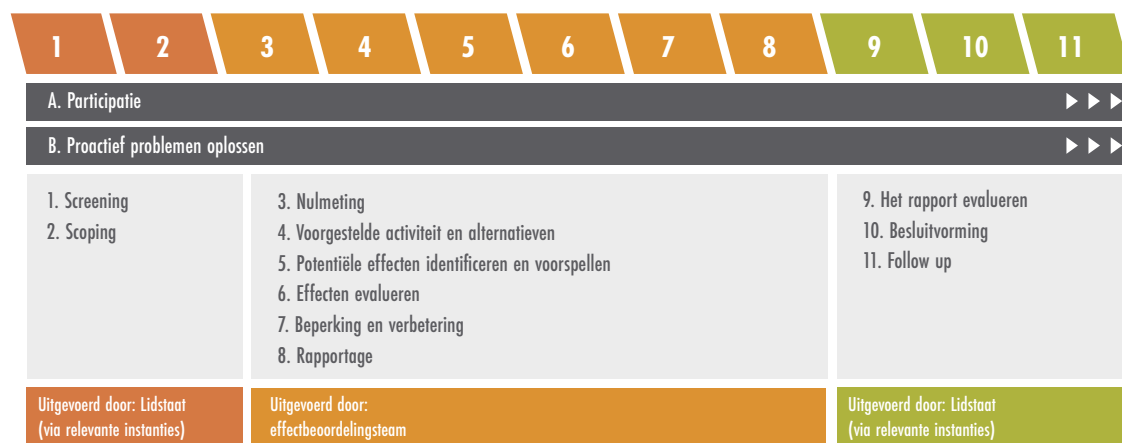 1 2 3 4 5 6 7 8 9 10 11
A. Participatie
B. Proactief problemen oplossen
1. Screening
2. Scoping
3. Nulmeting
4. Voorgestelde activiteit en alternatieven
5. Potentiële effecten identificeren en voorspellen
6. Effecten evalueren
7. Beperking en verbetering
8. Rapportage
9. Het rapport evalueren
10. Besluitvorming
11. Follow up
Uitgevoerd door: Lidstaat
(via relevante instanties)
Uitgevoerd door:
effectbeoordelingsteam
Uitgevoerd door: Lidstaat
(via relevante instanties)